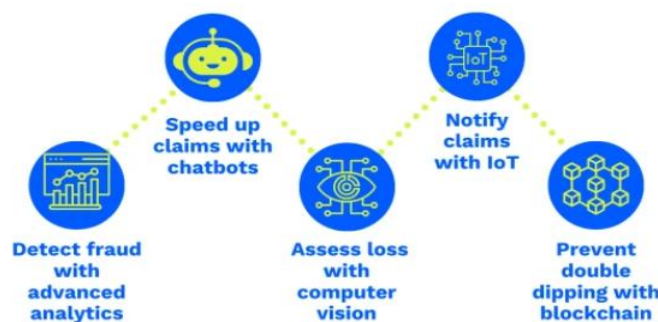 Detect fraud
with
advanced
analytics
Speed up
claims with
chatbots
Assess loss
with
computer
vision
IoT
Notify
claims
with IoT
Prevent
double
dipping with
blockchain